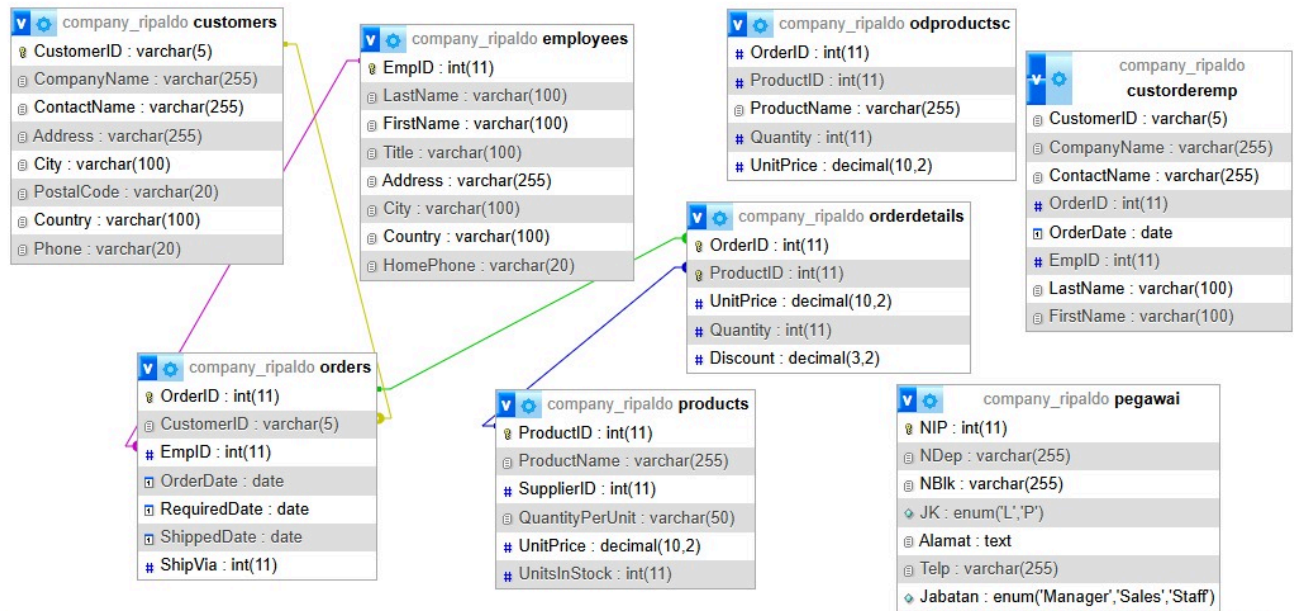 company_ripaldo customers
CustomerID : varchar(5)
CompanyName : varchar(255)
ContactName : varchar(255)
Address : varchar(255)
City : varchar(100)
PostalCode : varchar(20)
Country : varchar(100)
Phone : varchar(20)
company_ripaldo employees
EmpID : int(11)
LastName : varchar(100)
FirstName : varchar(100)
Title : varchar(100)
Address : varchar(255)
City : varchar(100)
Country : varchar(100)
HomePhone : varchar(20)
company_ripaldo odproductsc
OrderID : int(11)
ProductID : int(11)
ProductName : varchar(255)
Quantity : int(11)
UnitPrice : decimal(10,2)
company_ripaldo
custorderemp
CustomerID : varchar(5)
CompanyName : varchar(255)
ContactName : varchar(255)
OrderID : int(11)
OrderDate : date
EmpID : int(11)
LastName : varchar(100)
FirstName : varchar(100)
company_ripaldo orderdetails
OrderID : int(11)
ProductID : int(11)
UnitPrice : decimal(10,2)
Quantity : int(11)
Discount : decimal(3,2)
company_ripaldo orders
OrderID : int(11)
CustomerID : varchar(5)
EmpID : int(11)
OrderDate : date
RequiredDate : date
ShippedDate : date
ShipVia : int(11)
company_ripaldo products
ProductID : int(11)
ProductName : varchar(255)
SupplierID : int(11)
QuantityPerUnit : varchar(50)
UnitPrice : decimal(10,2)
UnitsInStock : int(11)
company_ripaldo pegawai
NIP : int(11)
NDep : varchar(255)
NBlk : varchar(255)
JK : enum('L','P')
Alamat : text
Telp : varchar(255)
Jabatan : enum('Manager','Sales','Staff')